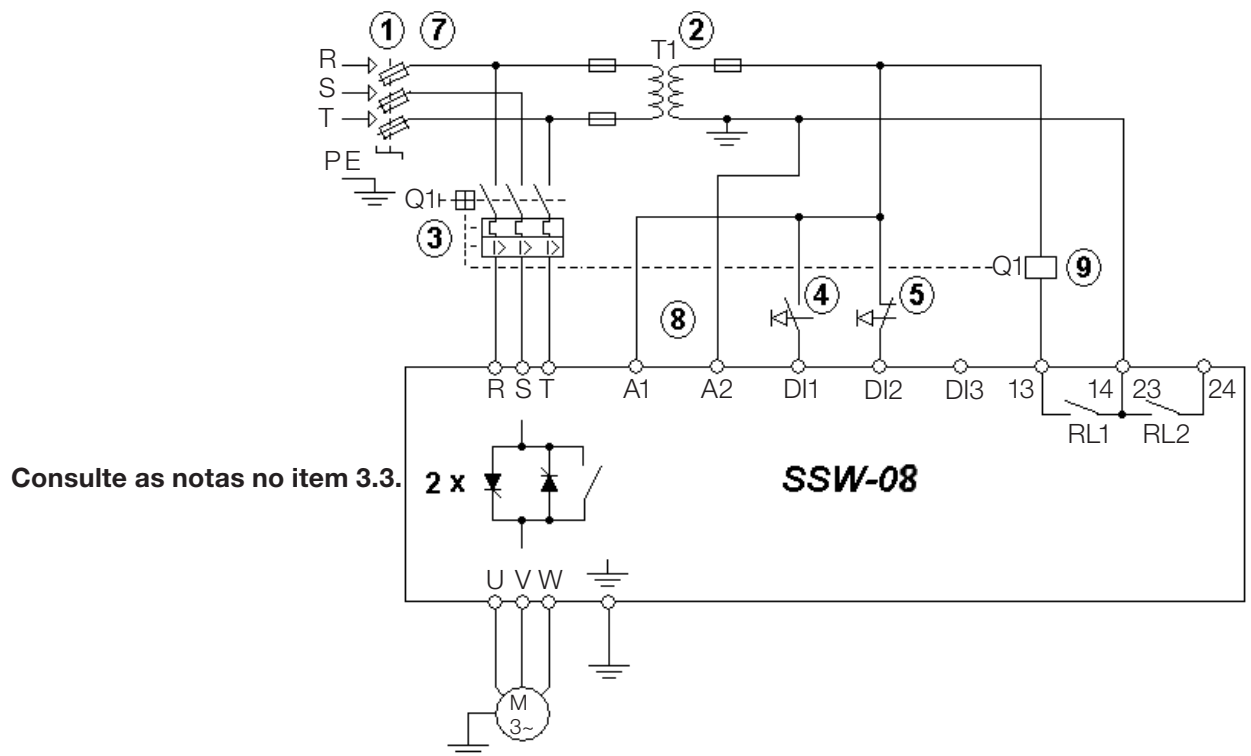 1 7 2
R T1
S
T
PE
Q1
3 Q1 9
4 5
8
R S T A1 A2 DI1 DI2 DI3 13 14 23 24
RL1 RL2
Consulte as notas no item 3.3. 2 x SSW-08
U V W
M
3~